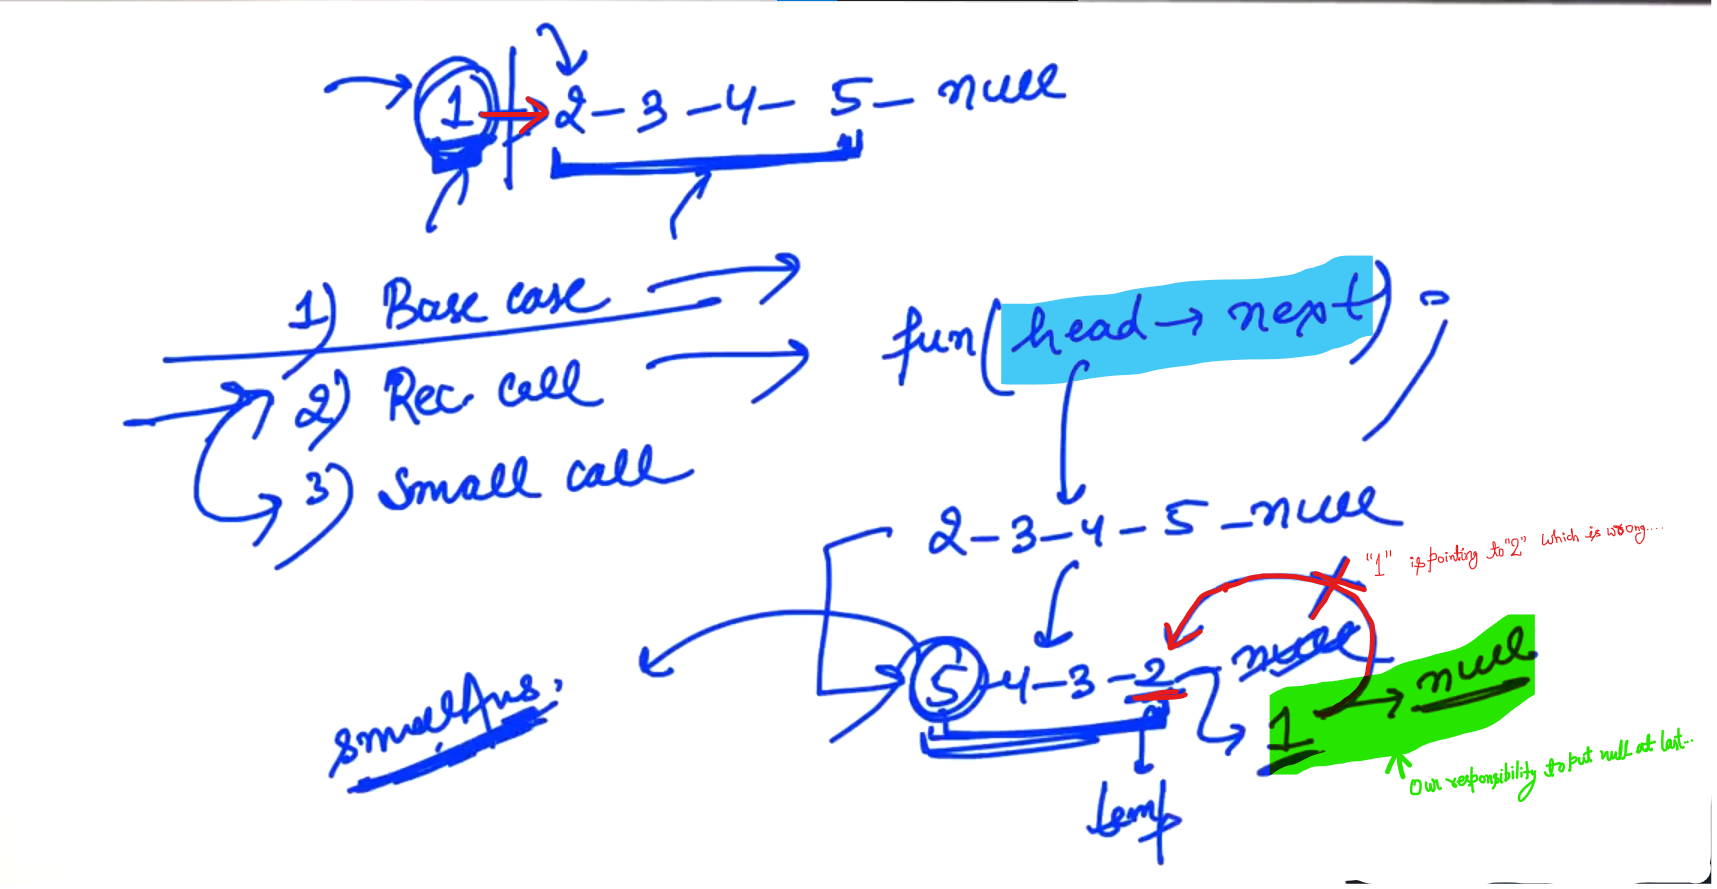 1 → 2 - 3 - 4 - 5 - null
1) Base case
fun(head → next);
2) Rec. call
3) Small call
2 - 3 - 4 - 5 - null
"1" is pointing to "2" which is wrong....
5 - 4 - 3 - 2 null
1 → null
smallAns.
Our responsibility to put null at last...
temp